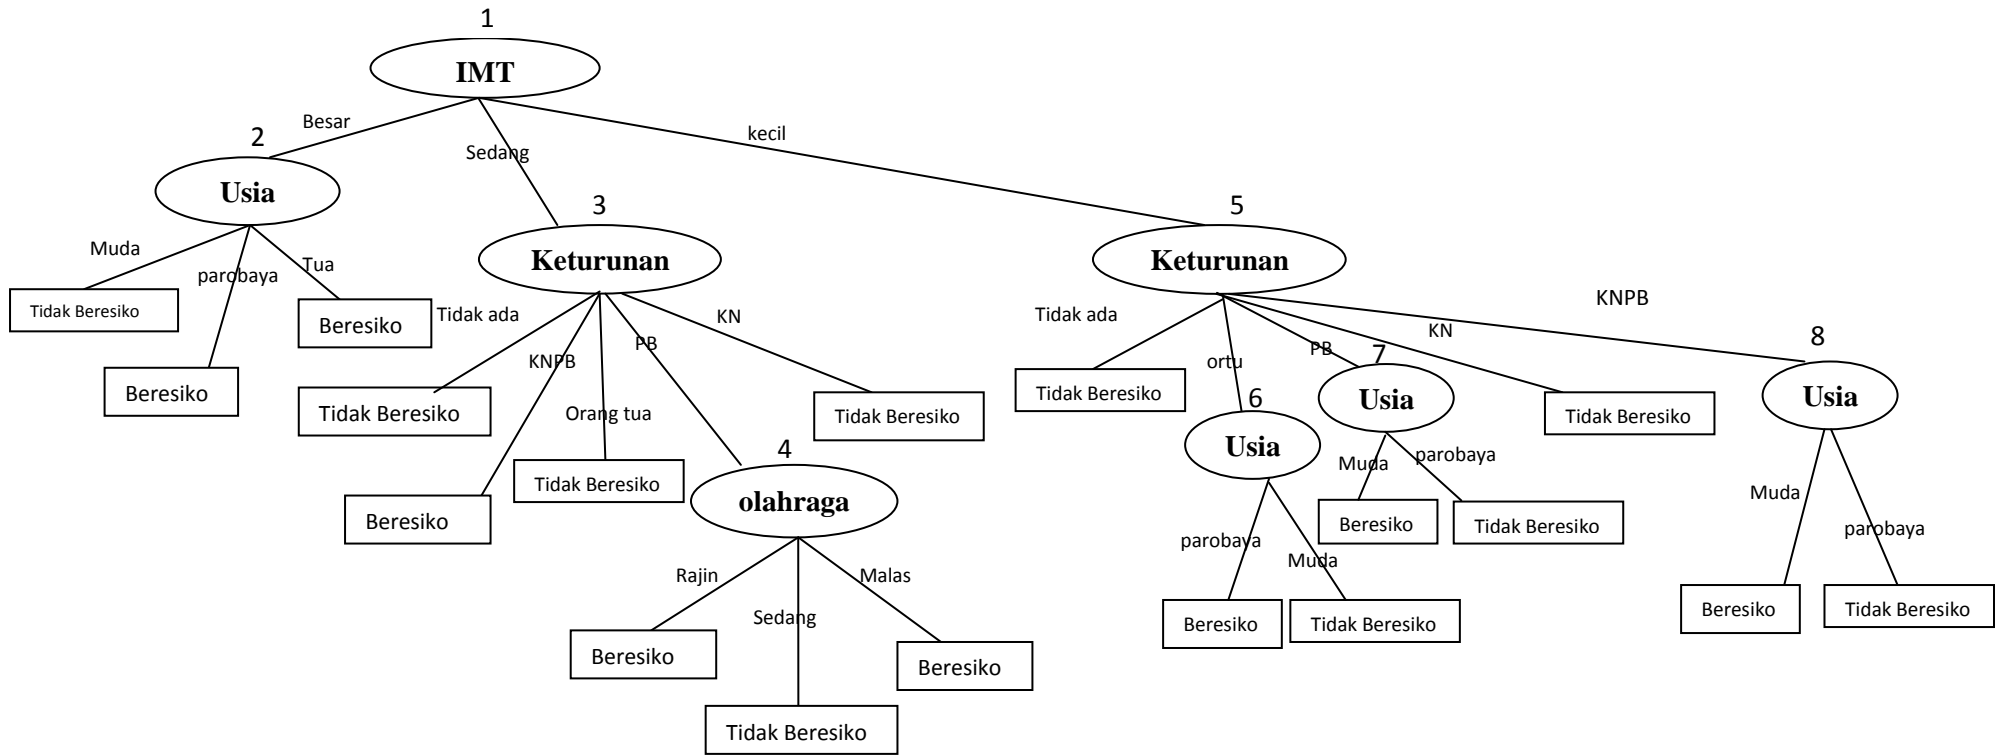 1
IMT
Besar
Sedang
kecil
2
Usia
3
Keturunan
5
Keturunan
Muda
parobaya
Tua
Tidak Beresiko
Beresiko
Beresiko
Tidak ada
KNPB
Orang tua
PB
KN
Tidak Beresiko
Beresiko
Tidak Beresiko
4
olahraga
Tidak Beresiko
Rajin
Sedang
Malas
Beresiko
Tidak Beresiko
Beresiko
Tidak ada
ortu
PB
KN
KNPB
Tidak Beresiko
6
Usia
7
Usia
Tidak Beresiko
8
Usia
parobaya
Muda
Beresiko
Tidak Beresiko
Muda
parobaya
Beresiko
Tidak Beresiko
Muda
parobaya
Beresiko
Tidak Beresiko